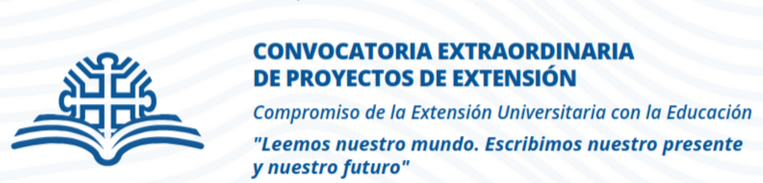 CONVOCATORIA EXTRAORDINARIA
DE PROYECTOS DE EXTENSIÓN
Compromiso de la Extensión Universitaria con la Educación
"Leemos nuestro mundo. Escribimos nuestro presente
y nuestro futuro"